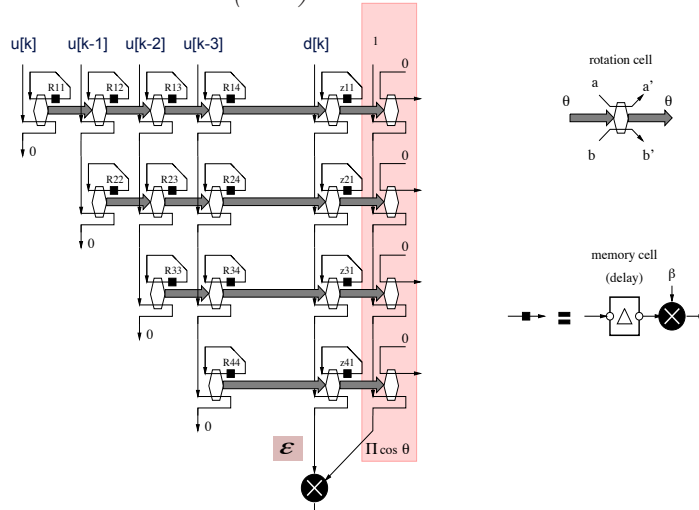 u[k] u[k-1] u[k-2] u[k-3] d[k] 1 0
R11 R12 R13 R14 z11
0
0
R22 R23 R24 z21
0
0
R33 R34 z31
0
0
R44 z41
0
ε
Π cos θ
rotation cell
a a'
θ θ
b b'
memory cell
(delay) β
Δ